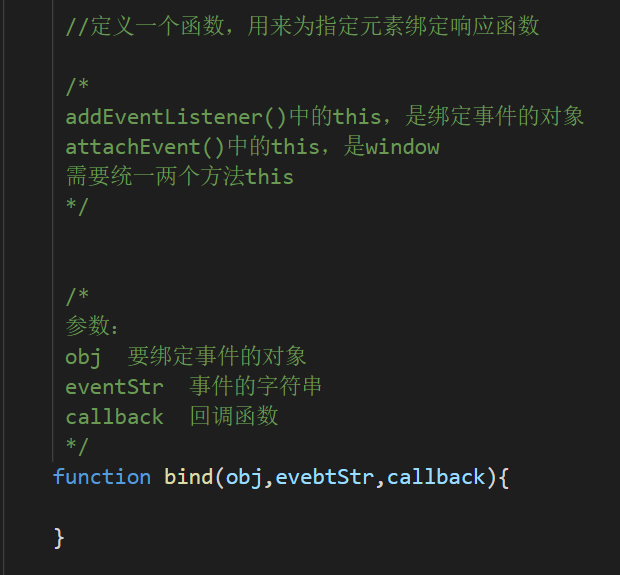 //定义一个函数，用来为指定元素绑定响应函数
/*
addEventListener()中的this，是绑定事件的对象
attachEvent()中的this，是window
需要统一两个方法this
*/
/*
参数：
obj  要绑定事件的对象
eventStr  事件的字符串
callback  回调函数
*/
function bind(obj,evebtStr,callback){
}